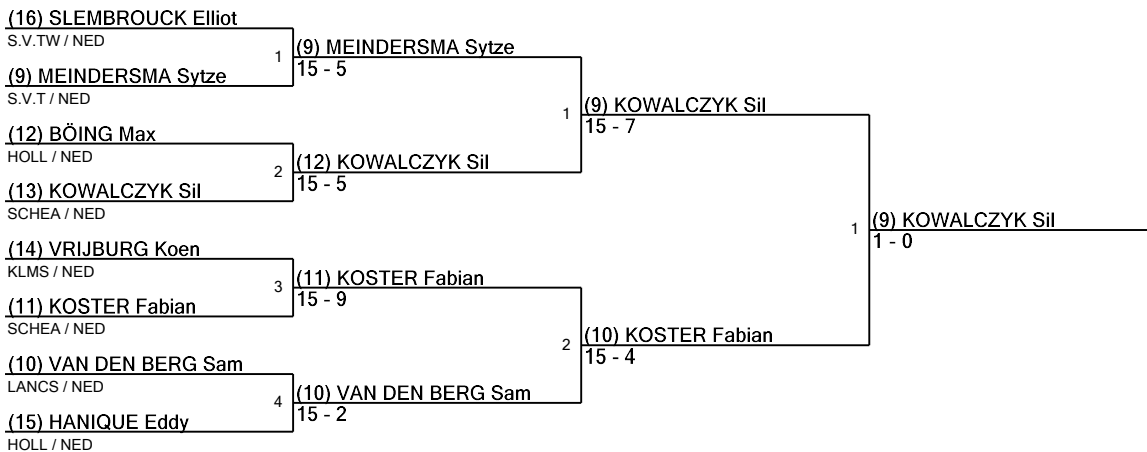 (16) SLEMBROUCK Elliot
S.V.TW / NED
1
(9) MEINDERSMA Sytze
15 - 5
(9) MEINDERSMA Sytze
S.V.T / NED
1
(9) KOWALCZYK Sil
15 - 7
(12) BÖING Max
HOLL / NED
2
(12) KOWALCZYK Sil
15 - 5
(13) KOWALCZYK Sil
SCHEA / NED
1
(9) KOWALCZYK Sil
1 - 0
(14) VRIJBURG Koen
KLMS / NED
3
(11) KOSTER Fabian
15 - 9
(11) KOSTER Fabian
SCHEA / NED
2
(10) KOSTER Fabian
15 - 4
(10) VAN DEN BERG Sam
LANCS / NED
4
(10) VAN DEN BERG Sam
15 - 2
(15) HANIQUE Eddy
HOLL / NED